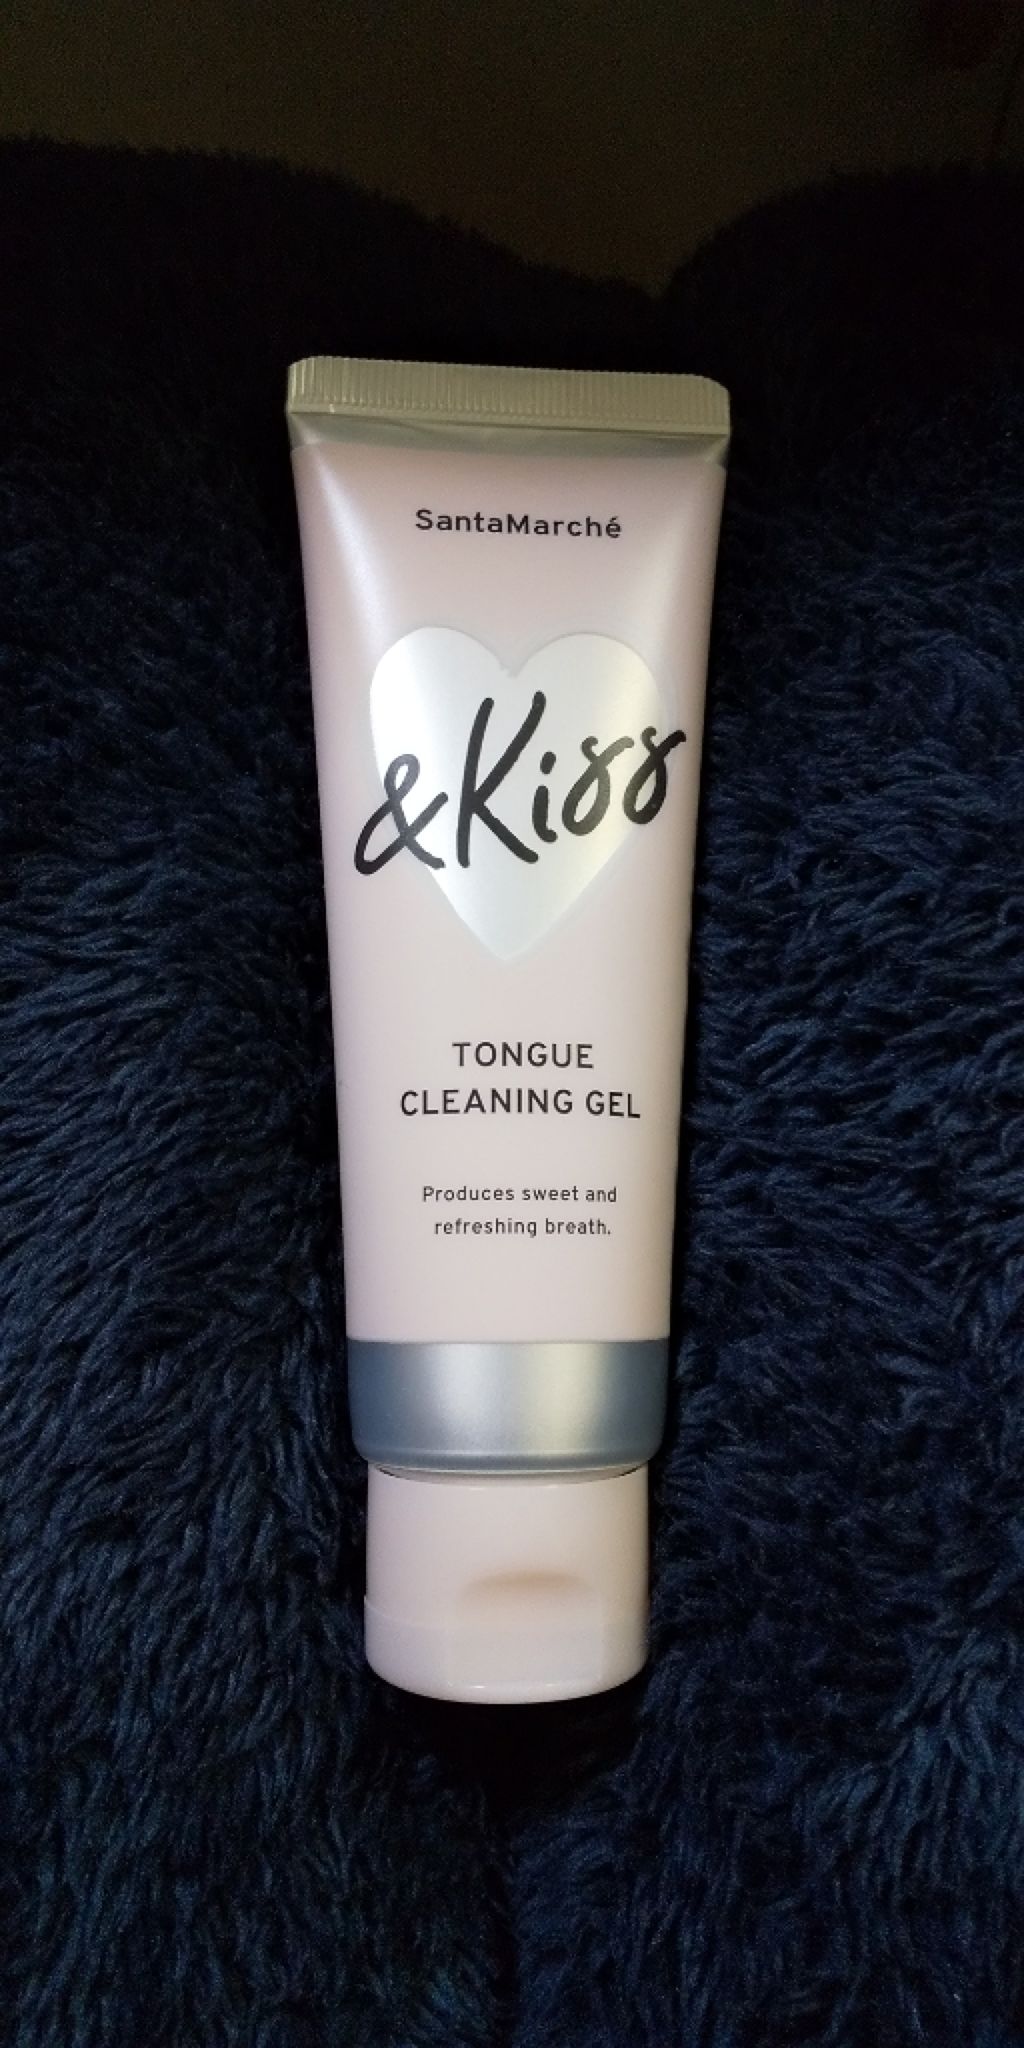 SantaMarché
&Kiss
TONGUE
CLEANING GEL
Produces sweet and
refreshing breath.